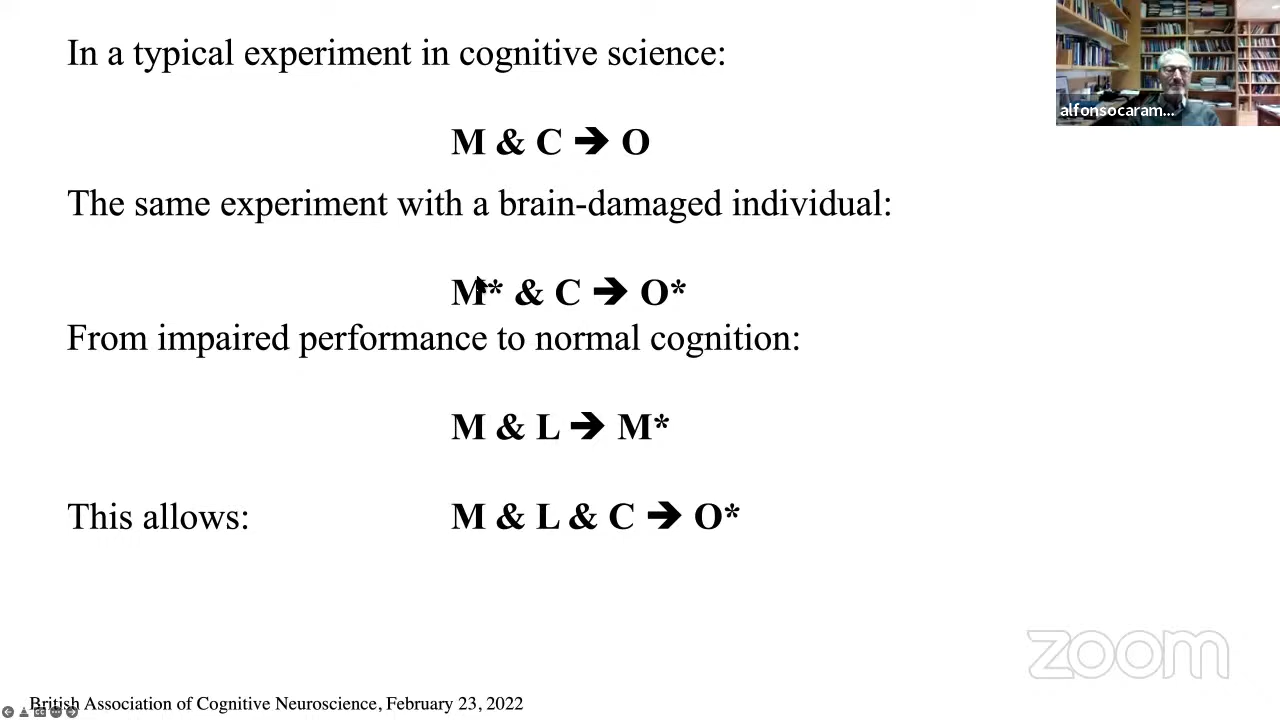 In a typical experiment in cognitive science:
alfonsocaram...
M & C ➔ O
The same experiment with a brain-damaged individual:
M* & C ➔ O*
From impaired performance to normal cognition:
M & L ➔ M*
This allows: M & L & C ➔ O*
zoom
British Association of Cognitive Neuroscience, February 23, 2022